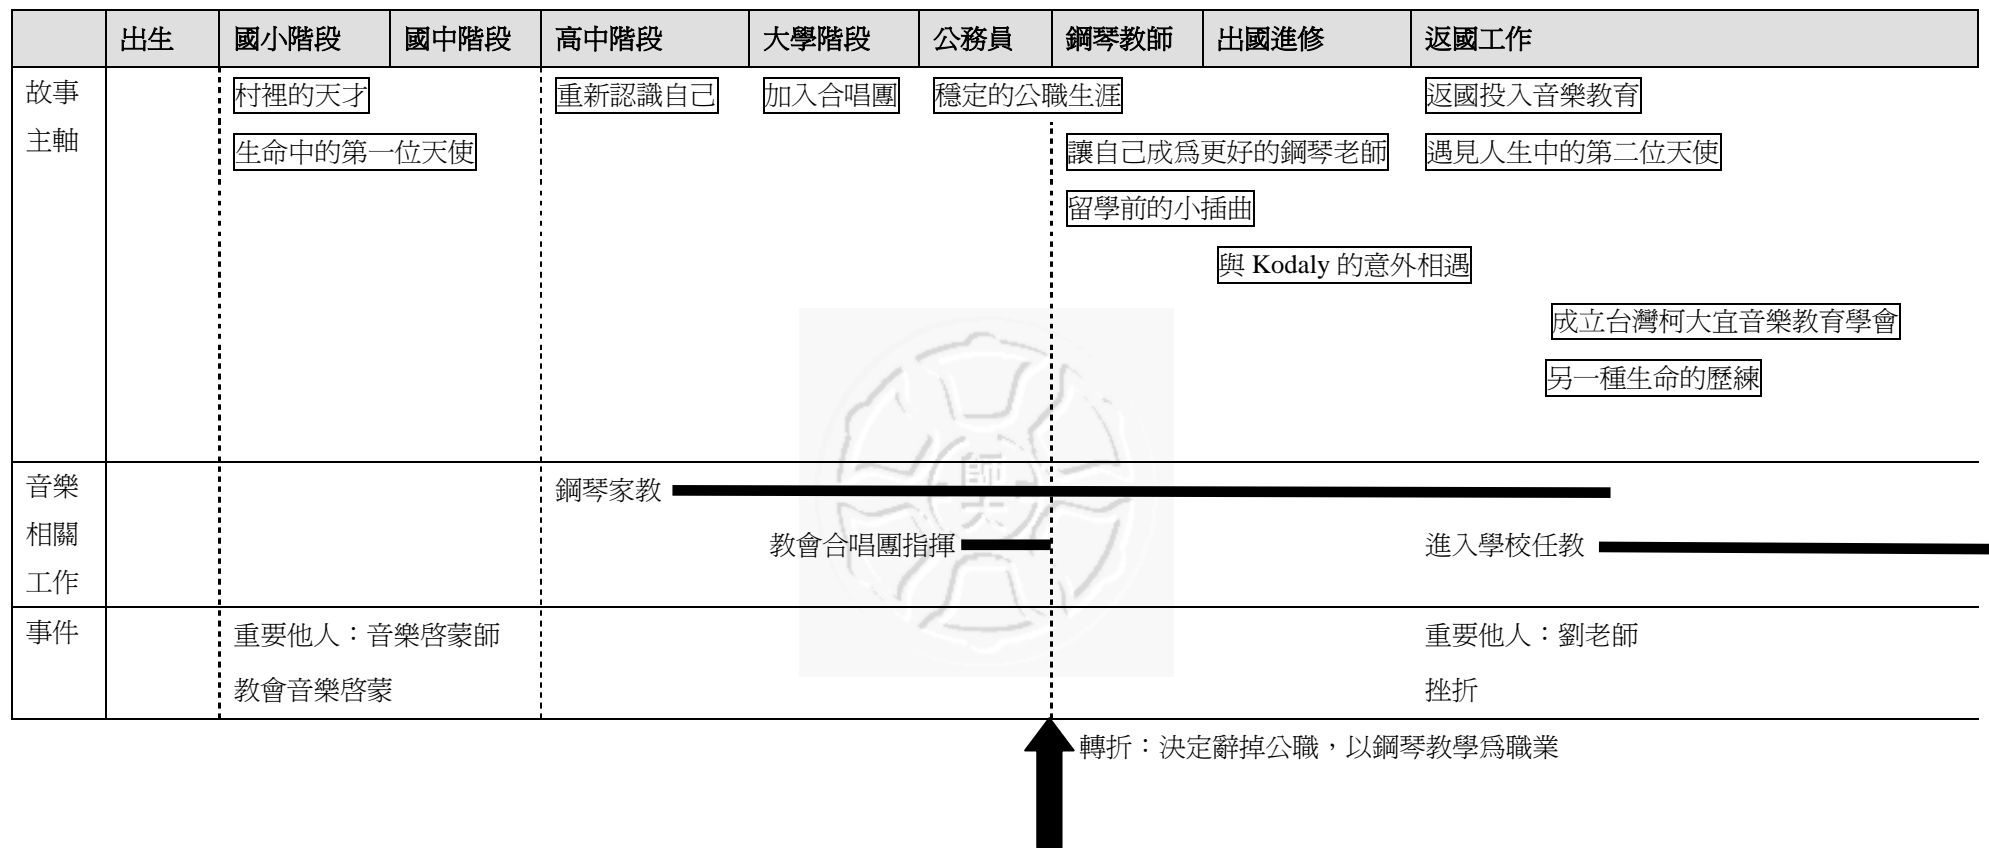 出生 國小階段 國中階段 高中階段 大學階段 公務員 鋼琴教師 出國進修 返國工作
故事 村裡的天才 重新認識自己 加入合唱團 穩定的公職生涯 返國投入音樂教育
主軸 生命中的第一位天使 讓自己成爲更好的鋼琴老師 遇見人生中的第二位天使
留學前的小插曲
與 Kodaly 的意外相遇
成立台灣柯大宜音樂教育學會
另一種生命的歷練
音樂 鋼琴家教
相關 教會合唱團指揮 進入學校任教
工作
事件 重要他人：音樂啓蒙師 重要他人：劉老師
教會音樂啓蒙 挫折
轉折：決定辭掉公職，以鋼琴教學爲職業